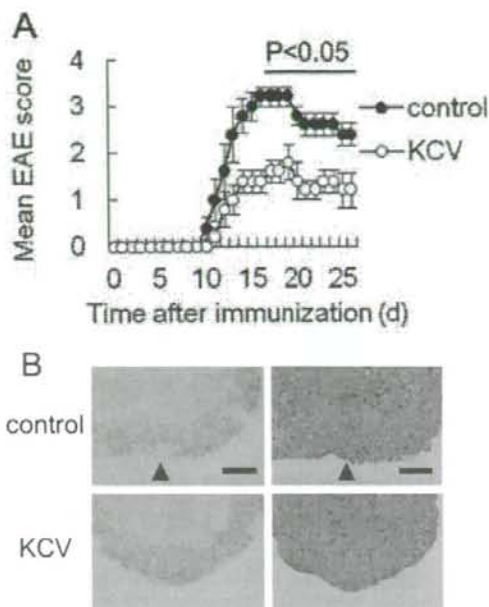 A
P<0.05
Mean EAE score
4
3
2
1
0
control
KCV
0 5 10 15 20 25
Time after immunization (d)
B
control
KCV